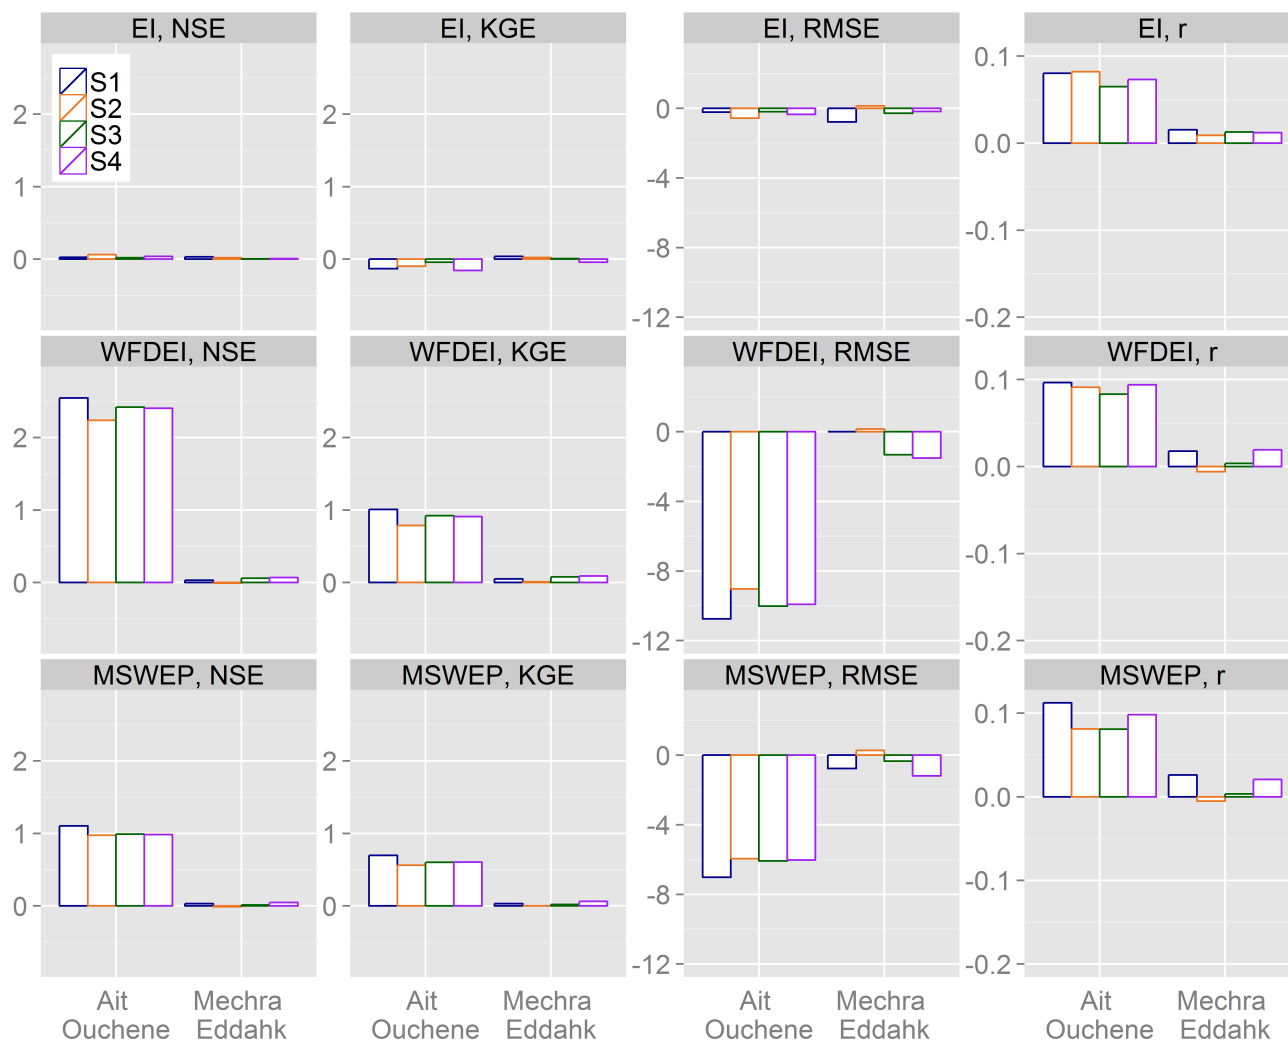 EI, NSE
EI, KGE
EI, RMSE
EI, r
S1
S2
S3
S4
2
1
0
2
1
0
0
-4
-8
-12
0.1
0.0
-0.1
-0.2
WFDEI, NSE
WFDEI, KGE
WFDEI, RMSE
WFDEI, r
2
1
0
2
1
0
0
-4
-8
-12
0.1
0.0
-0.1
-0.2
MSWEP, NSE
MSWEP, KGE
MSWEP, RMSE
MSWEP, r
2
1
0
2
1
0
0
-4
-8
-12
0.1
0.0
-0.1
-0.2
Ait
Ouchene
Mechra
Eddahk
Ait
Ouchene
Mechra
Eddahk
Ait
Ouchene
Mechra
Eddahk
Ait
Ouchene
Mechra
Eddahk